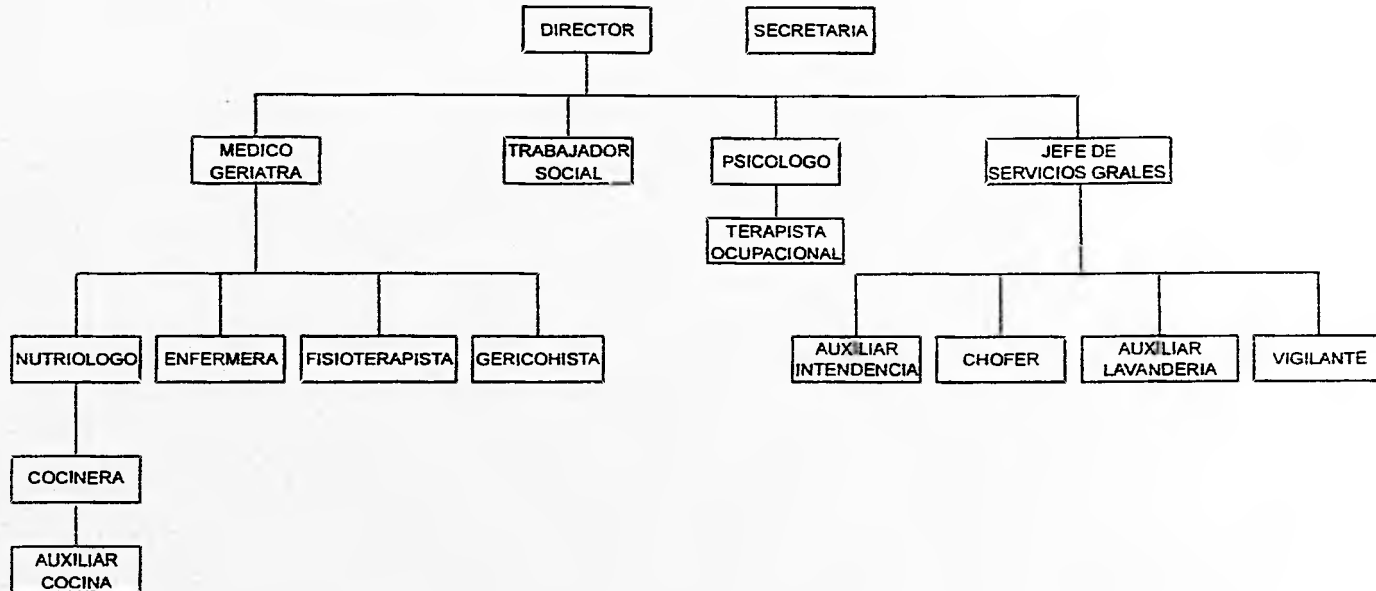 DIRECTOR
SECRETARIA
MEDICO
GERIATRA
TRABAJADOR
SOCIAL
PSICOLOGO
JEFE DE
SERVICIOS GRALES
TERAPISTA
OCUPACIONAL
NUTRIOLOGO
ENFERMERA
FISIOTERAPISTA
GERICOHISTA
AUXILIAR
INTENDENCIA
CHOFER
AUXILIAR
LAVANDERIA
VIGILANTE
COCINERA
AUXILIAR
COCINA